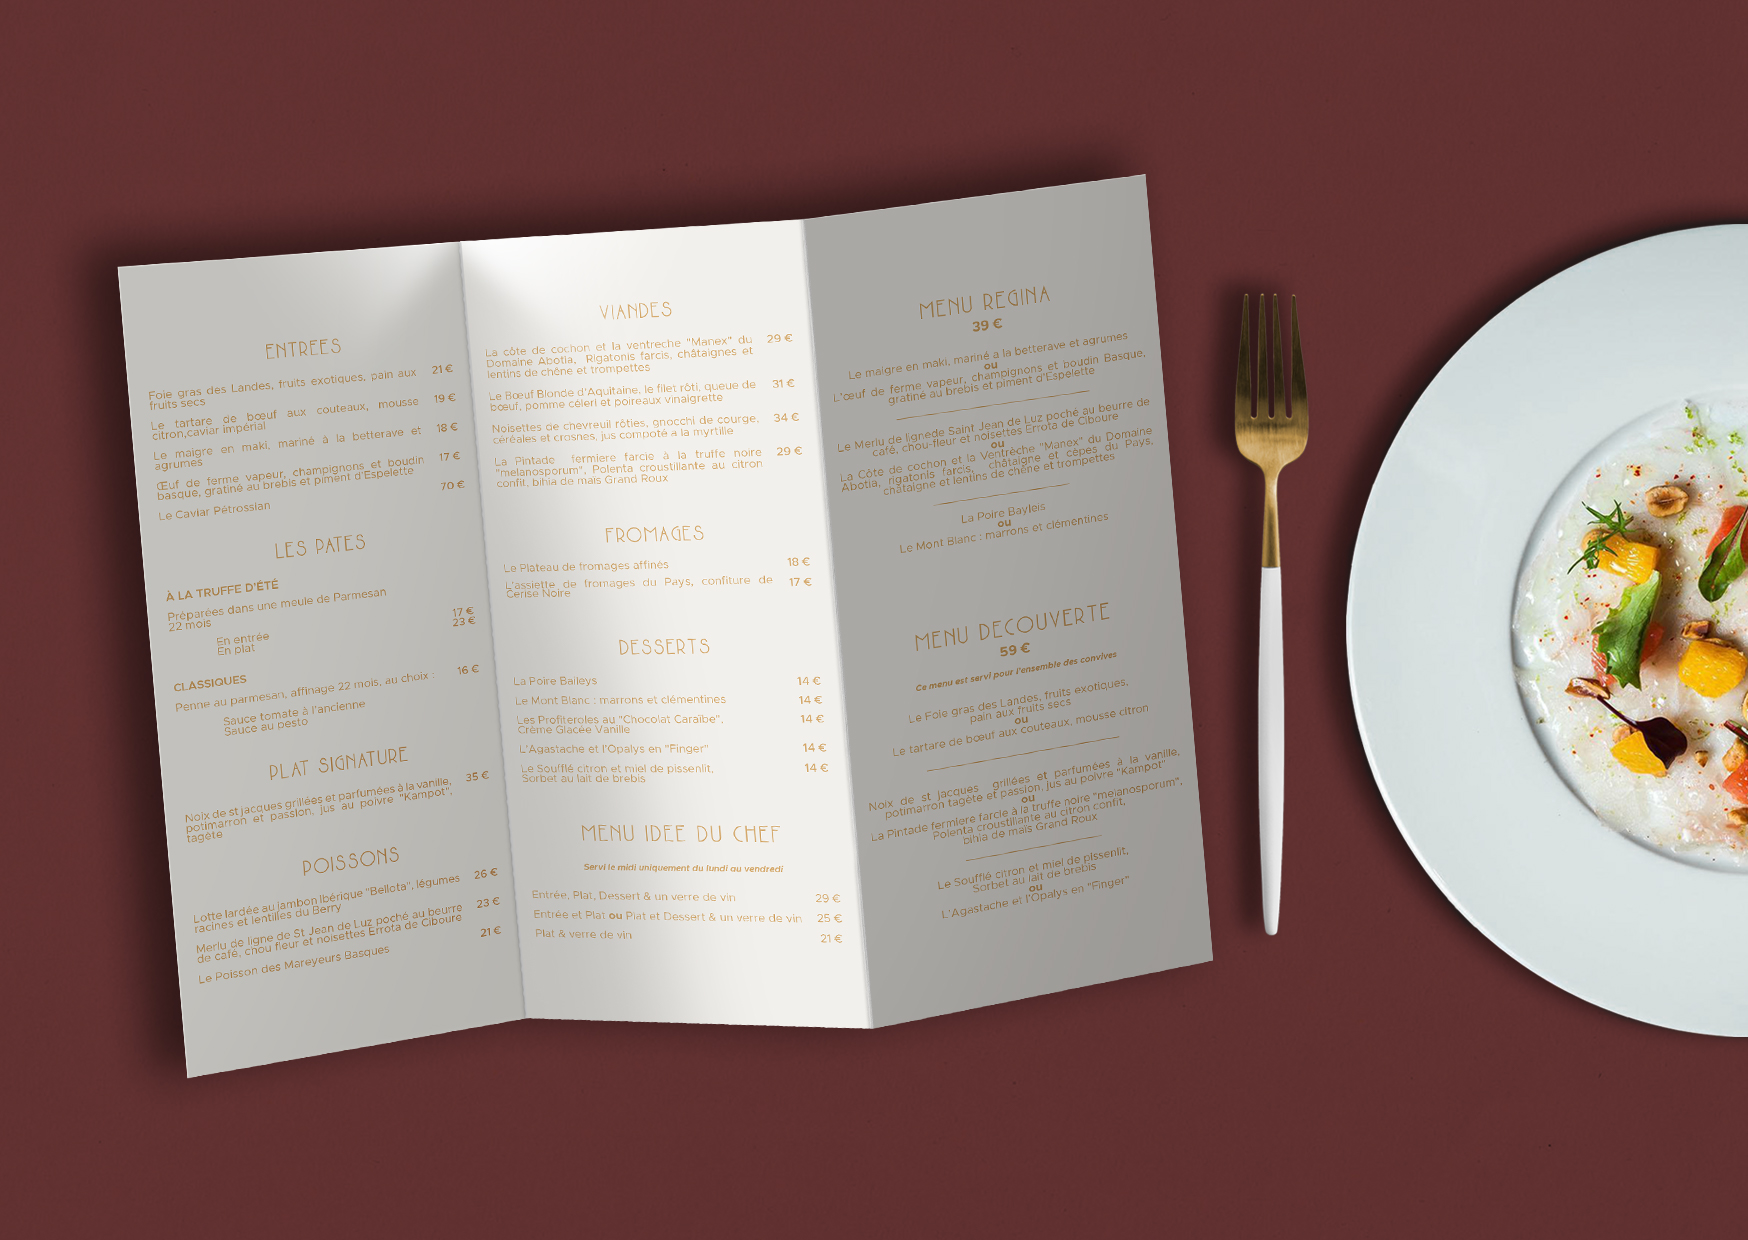 ENTREES
Foie gras des Landes, fruits exotiques, pain aux 21 €
fruits secs
Le tartare de bœuf aux couteaux, mousse 19 €
citron,caviar impérial
Le maigre en maki, mariné à la betterave et 18 €
agrumes
Œuf de ferme vapeur, champignons et boudin 17 €
basque, gratiné au brebis et piment d'Espelette
Le Caviar Pétrossian 70 €
LES PATES
À LA TRUFFE D'ÉTÉ
Préparées dans une meule de Parmesan
22 mois
En entrée 17 €
En plat 23 €
CLASSIQUES
Penne au parmesan, affinage 22 mois, au choix : 16 €
Sauce tomate à l'ancienne
Sauce au pesto
PLAT SIGNATURE
Noix de st jacques grillées et parfumées à la vanille, 35 €
potimarron et passion, jus au poivre "Kampot",
tagète
POISSONS
Lotte lardée au jambon Ibérique "Bellota", légumes 26 €
racines et lentilles du Berry
Merlu de ligne de St Jean de Luz poché au beurre 23 €
de café, chou fleur et noisettes Errota de Ciboure
Le Poisson des Mareyeurs Basques 21 €
VIANDES
La côte de cochon et la ventreche "Manex" du 29 €
Domaine Abotia, Rigatonis farcis, châtaignes et
lentins de chêne et trompettes
Le Bœuf Blonde d'Aquitaine, le filet rôti, queue de 31 €
bœuf, pomme céleri et poireaux vinaigrette
Noisettes de chevreuil rôties, gnocchi de courge, 34 €
céréales et crosnes, jus compoté a la myrtille
La Pintade fermiere farcie à la truffe noire 29 €
"melanosporum", Polenta croustillante au citron
confit, bihia de mais Grand Roux
FROMAGES
Le Plateau de fromages affinés 18 €
L'assiette de fromages du Pays, confiture de 17 €
Cerise Noire
DESSERTS
La Poire Baileys 14 €
Le Mont Blanc : marrons et clémentines 14 €
Les Profiteroles au "Chocolat Caraïbe", 14 €
Crème Glacée Vanille
L'Agastache et l'Opalys en "Finger" 14 €
Le Soufflé citron et miel de pissenlit, 14 €
Sorbet au lait de brebis
MENU IDEE DU CHEF
Servi le midi uniquement du lundi au vendredi
Entrée, Plat, Dessert & un verre de vin 29 €
Entrée et Plat ou Plat et Dessert & un verre de vin 25 €
Plat & verre de vin 21 €
MENU REGINA
39 €
Le maigre en maki, mariné a la betterave et agrumes
ou
L'œuf de ferme vapeur, champignons et boudin Basque,
gratiné au brebis et piment d'Espelette
Le Merlu de lignede Saint Jean de Luz poché au beurre de
café, chou-fleur et noisettes Errota de Ciboure
ou
La Côte de cochon et la Ventrèche "Manex" du Domaine
Abotia, rigatonis farcis, châtaigne et cèpes du Pays,
châtaigne et lentins de chêne et trompettes
La Poire Bayleis
ou
Le Mont Blanc : marrons et clémentines
MENU DECOUVERTE
59 €
Ce menu est servi pour l'ensemble des convives
Le Foie gras des Landes, fruits exotiques,
pain aux fruits secs
ou
Le tartare de bœuf aux couteaux, mousse citron
Noix de st jacques grillées et parfumées à la vanille,
potimarron tagète et passion, jus au poivre "Kampot"
ou
La Pintade fermiere farcie à la truffe noire "melanosporum",
Polenta croustillante au citron confit,
bihia de mais Grand Roux
Le Soufflé citron et miel de pissenlit,
Sorbet au lait de brebis
ou
L'Agastache et l'Opalys en "Finger"